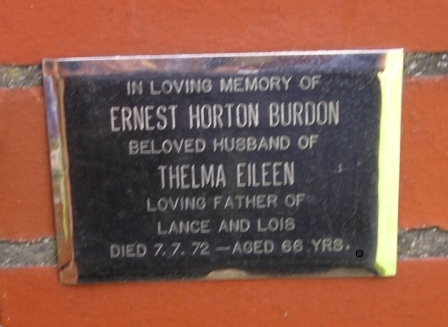 IN LOVING MEMORY OF
ERNEST HORTON BURDON
BELOVED HUSBAND OF
THELMA EILEEN
LOVING FATHER OF
LANCE AND LOIS
DIED 7. 7. 72 — AGED 66 YRS.